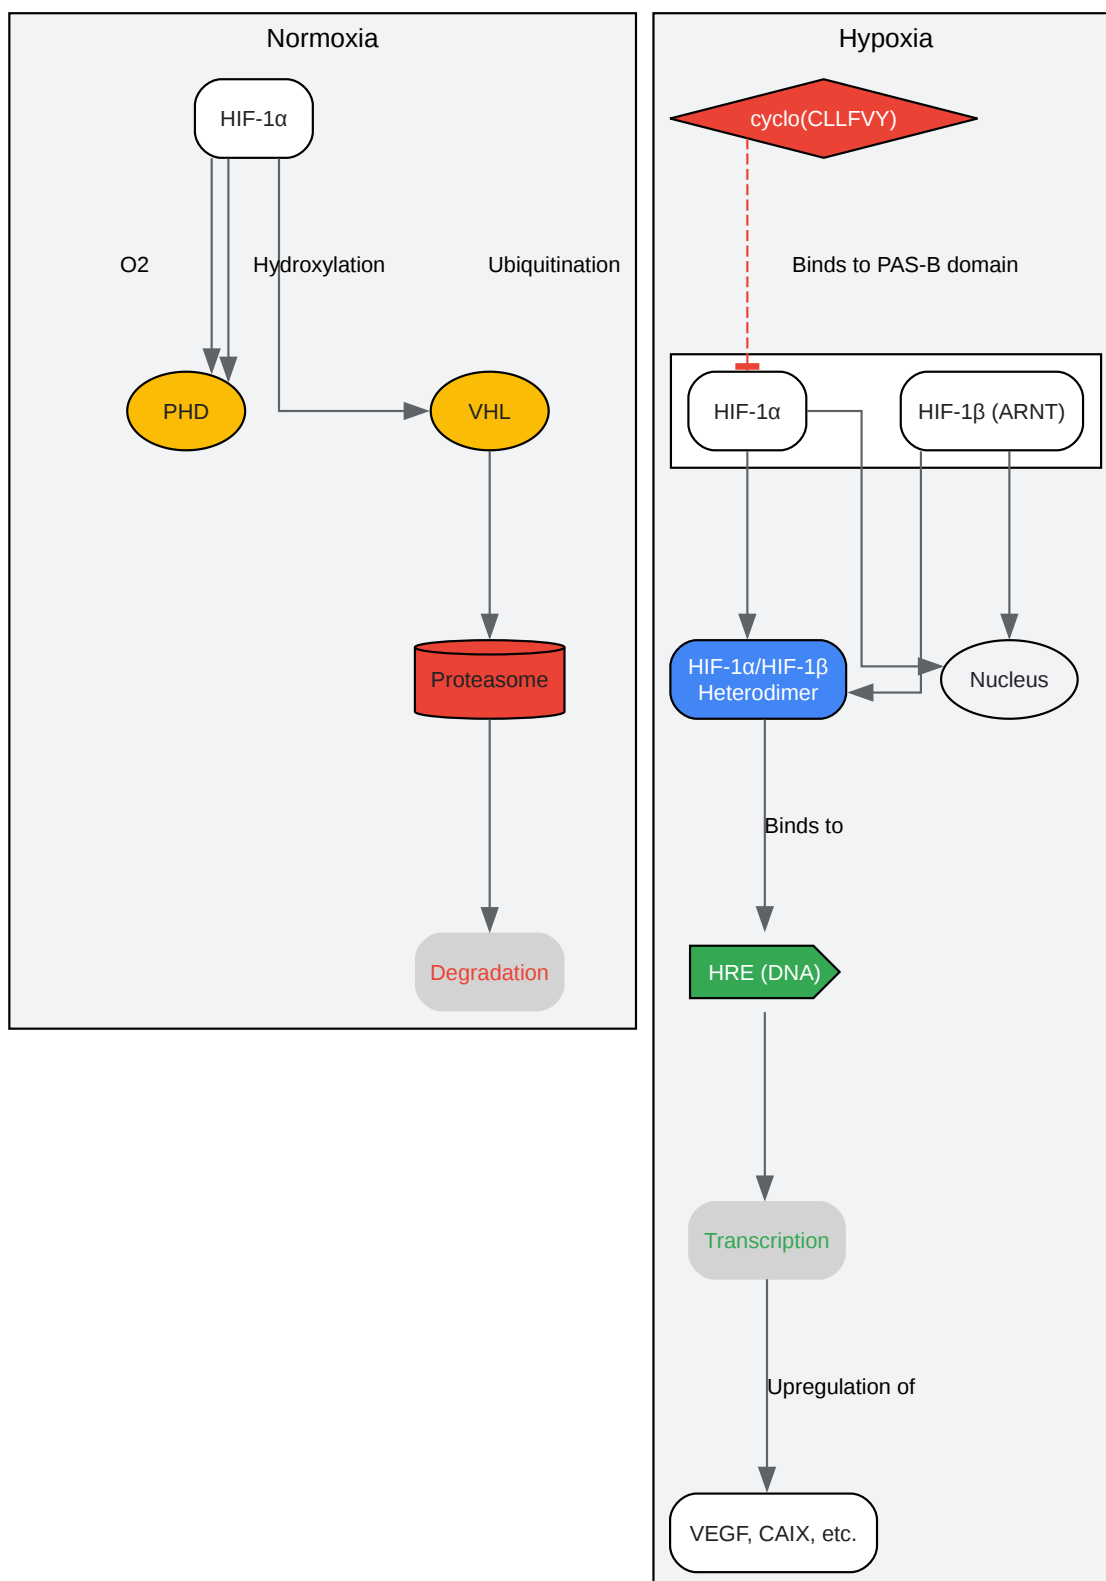 Normoxia
HIF-1α
O2
Hydroxylation
Ubiquitination
PHD
VHL
Proteasome
Degradation
Hypoxia
cyclo(CLLFVY)
Binds to PAS-B domain
HIF-1α
HIF-1β (ARNT)
HIF-1α/HIF-1β
Heterodimer
Nucleus
Binds to
HRE (DNA)
Transcription
Upregulation of
VEGF, CAIX, etc.